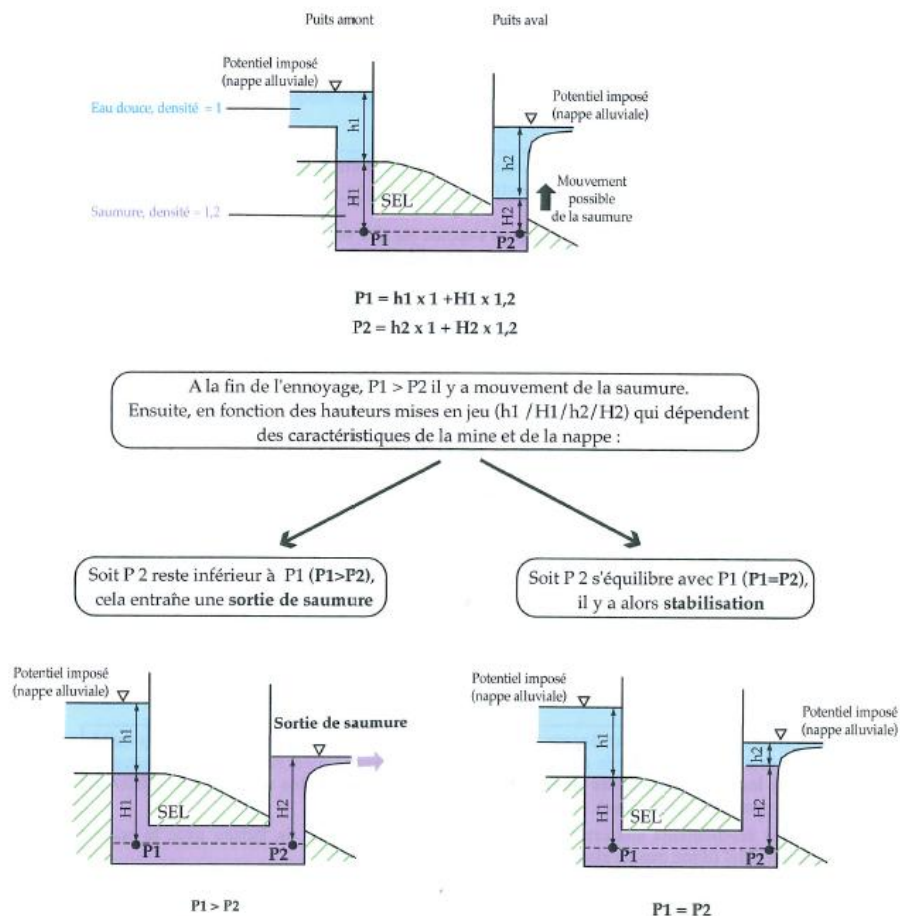 Puits amont
Puits aval
Potentiel imposé
(nappe alluviale)
Potentiel imposé
(nappe alluviale)
Eau douce, densité = 1
h1
h2
Mouvement
possible
de la saumure
H1
SEL
H2
Saumure, densité = 1,2
P1
P2
P1 = h1 x 1 +H1 x 1,2
P2 = h2 x 1 + H2 x 1,2
A la fin de l'ennoyage, P1 > P2 il y a mouvement de la saumure.
Ensuite, en fonction des hauteurs mises en jeu (h1 /H1/h2/H2) qui dépendent
des caractéristiques de la mine et de la nappe :
Soit P 2 reste inférieur à P1 (P1>P2),
cela entraîne une sortie de saumure
Soit P 2 s'équilibre avec P1 (P1=P2),
il y a alors stabilisation
Potentiel imposé
(nappe alluviale)
Sortie de saumure
h1
H1
SEL
H2
P1
P2
P1 > P2
Potentiel imposé
(nappe alluviale)
Potentiel imposé
(nappe alluviale)
h1
h2
H1
SEL
H2
P1
P2
P1 = P2